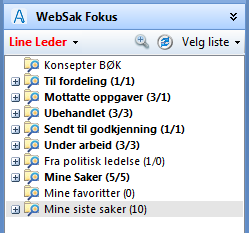 WebSak Fokus
Line Leder Velg liste
Konsepter BØK
Til fordeling (1/1)
Mottatte oppgaver (3/1)
Ubehandlet (3/3)
Sendt til godkjenning (1/1)
Under arbeid (3/3)
Fra politisk ledelse (1/0)
Mine Saker (5/5)
Mine favoritter (0)
Mine siste saker (10)